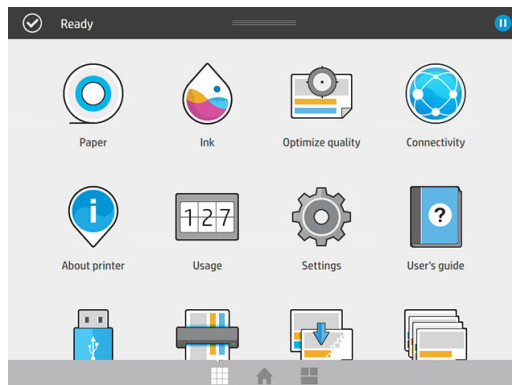 Ready
Paper
Ink
Optimize quality
Connectivity
i
127
?
About printer
Usage
Settings
User's guide